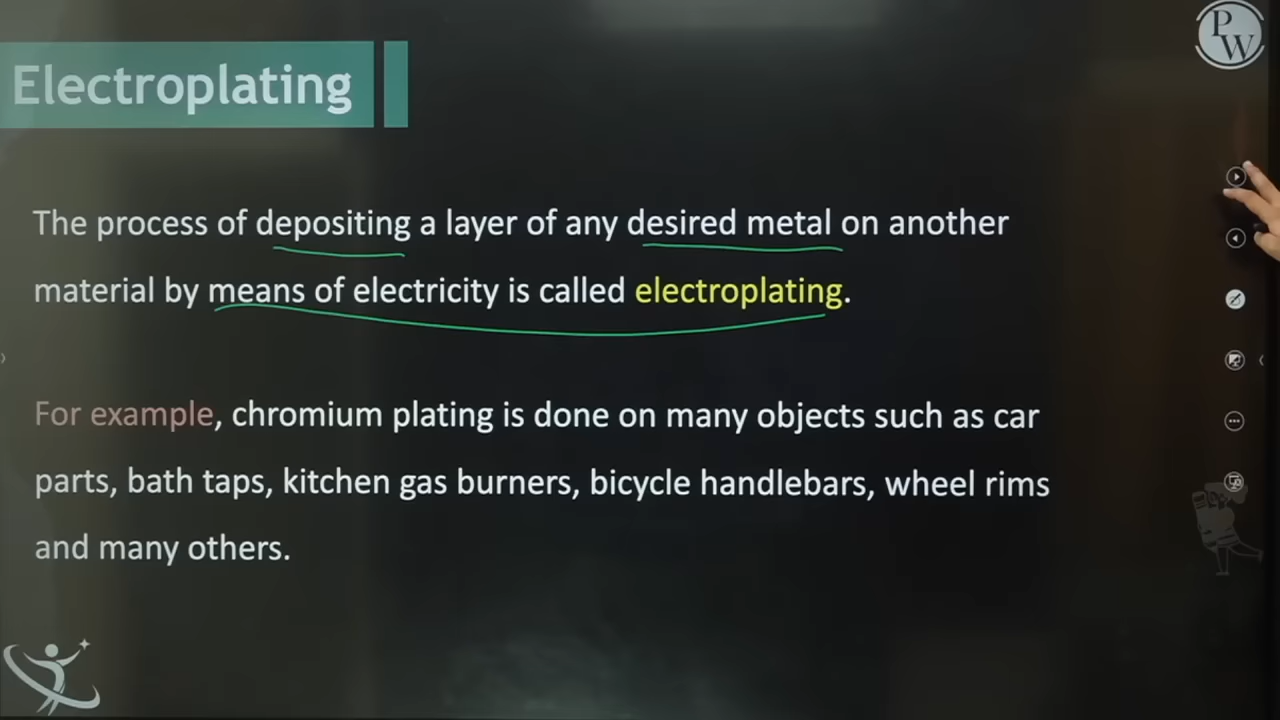 PW
Electroplating
The process of depositing a layer of any desired metal on another
material by means of electricity is called electroplating.
For example, chromium plating is done on many objects such as car
parts, bath taps, kitchen gas burners, bicycle handlebars, wheel rims
and many others.